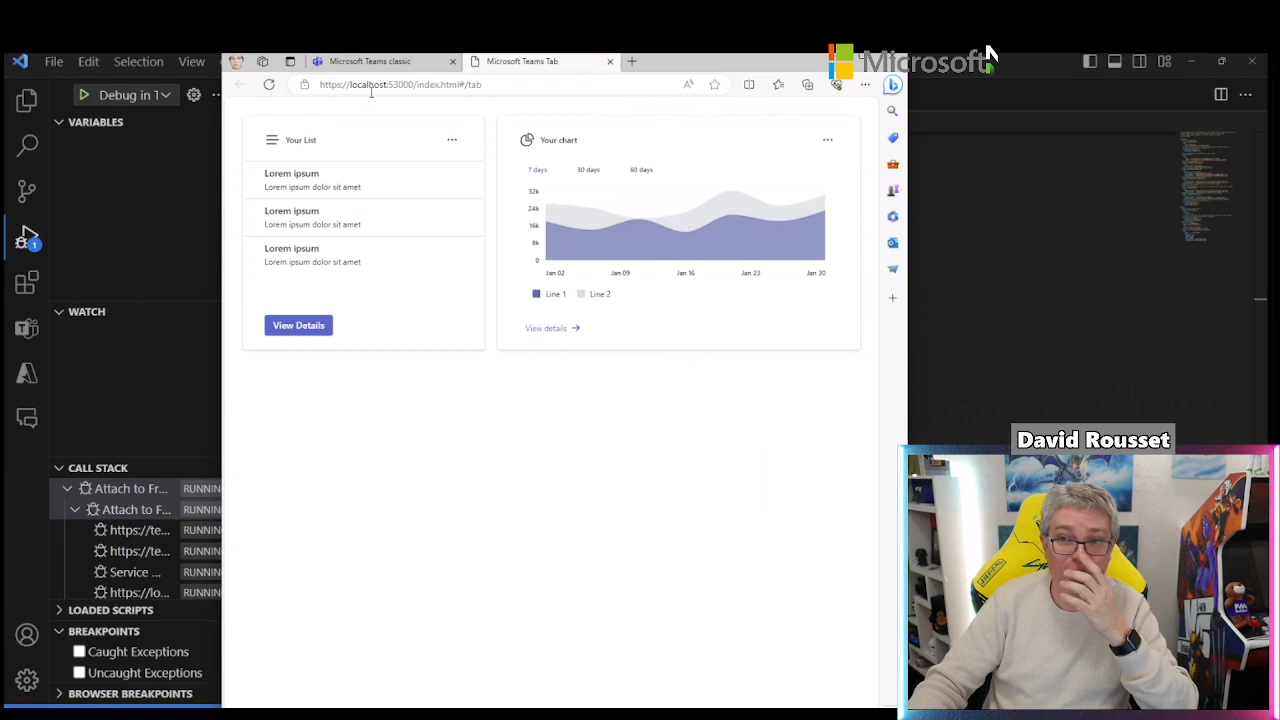 Microsoft
File Edit Selection View
Microsoft Teams classic
Microsoft Teams Tab
https://localhost:53000/index.html#/tab
Debug
VARIABLES
WATCH
CALL STACK
Attach to Fr... RUNNING
Attach to F... RUNNING
https://te... RUNNING
https://te... RUNNING
Service ... RUNNING
https://lo... RUNNING
LOADED SCRIPTS
BREAKPOINTS
Caught Exceptions
Uncaught Exceptions
BROWSER BREAKPOINTS
1
Your List
Lorem ipsum
Lorem ipsum dolor sit amet
Lorem ipsum
Lorem ipsum dolor sit amet
Lorem ipsum
Lorem ipsum dolor sit amet
View Details
Your chart
7 days 30 days 60 days
32k
24k
16k
8k
0
Jan 02 Jan 09 Jan 16 Jan 23 Jan 30
Line 1 Line 2
View details
David Rousset